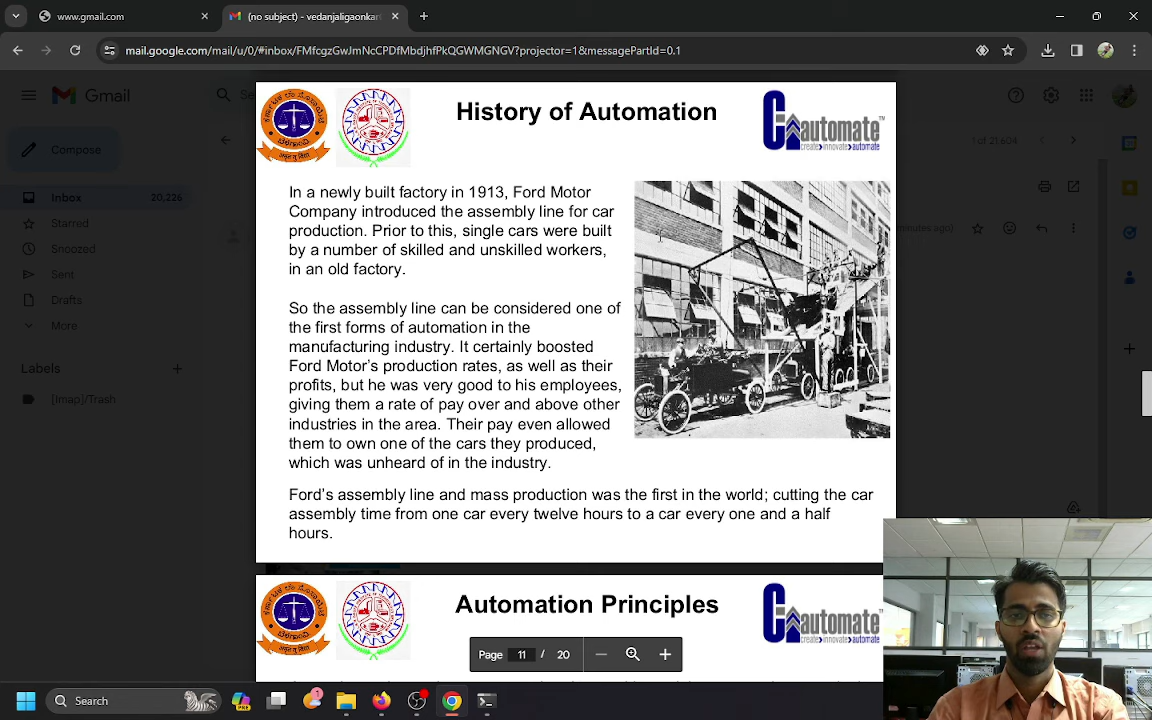 www.gmail.com
(no subject) - vedanjaligaonkar
mail.google.com/mail/u/0/#inbox/FMfcgzGwJmNcCPDfMbdjhfPkQGWMGNGV?projector=1&messagePartId=0.1
Gmail
Se
1 of 21,604
Compose
Inbox 20,226
Starred
Snoozed
Sent
Drafts
More
Labels
[Imap]/Trash
minutes ago)
History of Automation
automate
create›innovate›automate
In a newly built factory in 1913, Ford Motor
Company introduced the assembly line for car
production. Prior to this, single cars were built
by a number of skilled and unskilled workers,
in an old factory.
So the assembly line can be considered one of
the first forms of automation in the
manufacturing industry. It certainly boosted
Ford Motor’s production rates, as well as their
profits, but he was very good to his employees,
giving them a rate of pay over and above other
industries in the area. Their pay even allowed
them to own one of the cars they produced,
which was unheard of in the industry.
Ford’s assembly line and mass production was the first in the world; cutting the car
assembly time from one car every twelve hours to a car every one and a half
hours.
Automation Principles
automate
create›innovate›automate
Page 11 / 20
Search